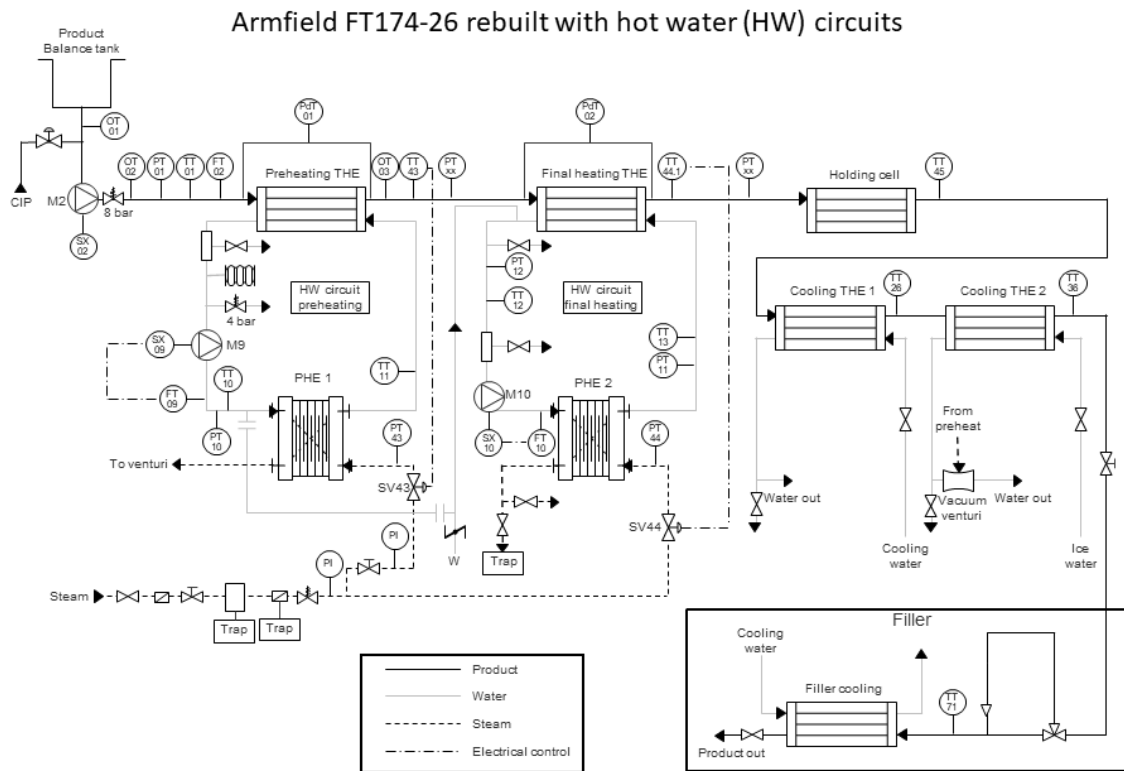 Armfield FT174-26 rebuilt with hot water (HW) circuits
Product
Balance tank
OT
01
CIP
M2
8 bar
SX
02
OT
02
PT
01
TT
01
FT
02
PdT
01
Preheating THE
OT
03
TT
43
PT
xx
PdT
02
Final heating THE
TT
44.1
PT
xx
Holding cell
TT
45
HW circuit
preheating
4 bar
SX
09
M9
FT
09
TT
10
PT
10
TT
11
PHE 1
PT
43
To venturi
SV43
PI
PI
Steam
Trap
Trap
W
PT
12
TT
12
HW circuit
final heating
TT
13
PT
11
M10
SX
10
FT
10
PHE 2
PT
44
SV44
Trap
Cooling THE 1
TT
26
Cooling THE 2
TT
36
From
preheat
Water out
Vacuum
venturi
Water out
Cooling
water
Ice
water
Filler
Cooling
water
Filler cooling
TT
71
Product out
Product
Water
Steam
Electrical control